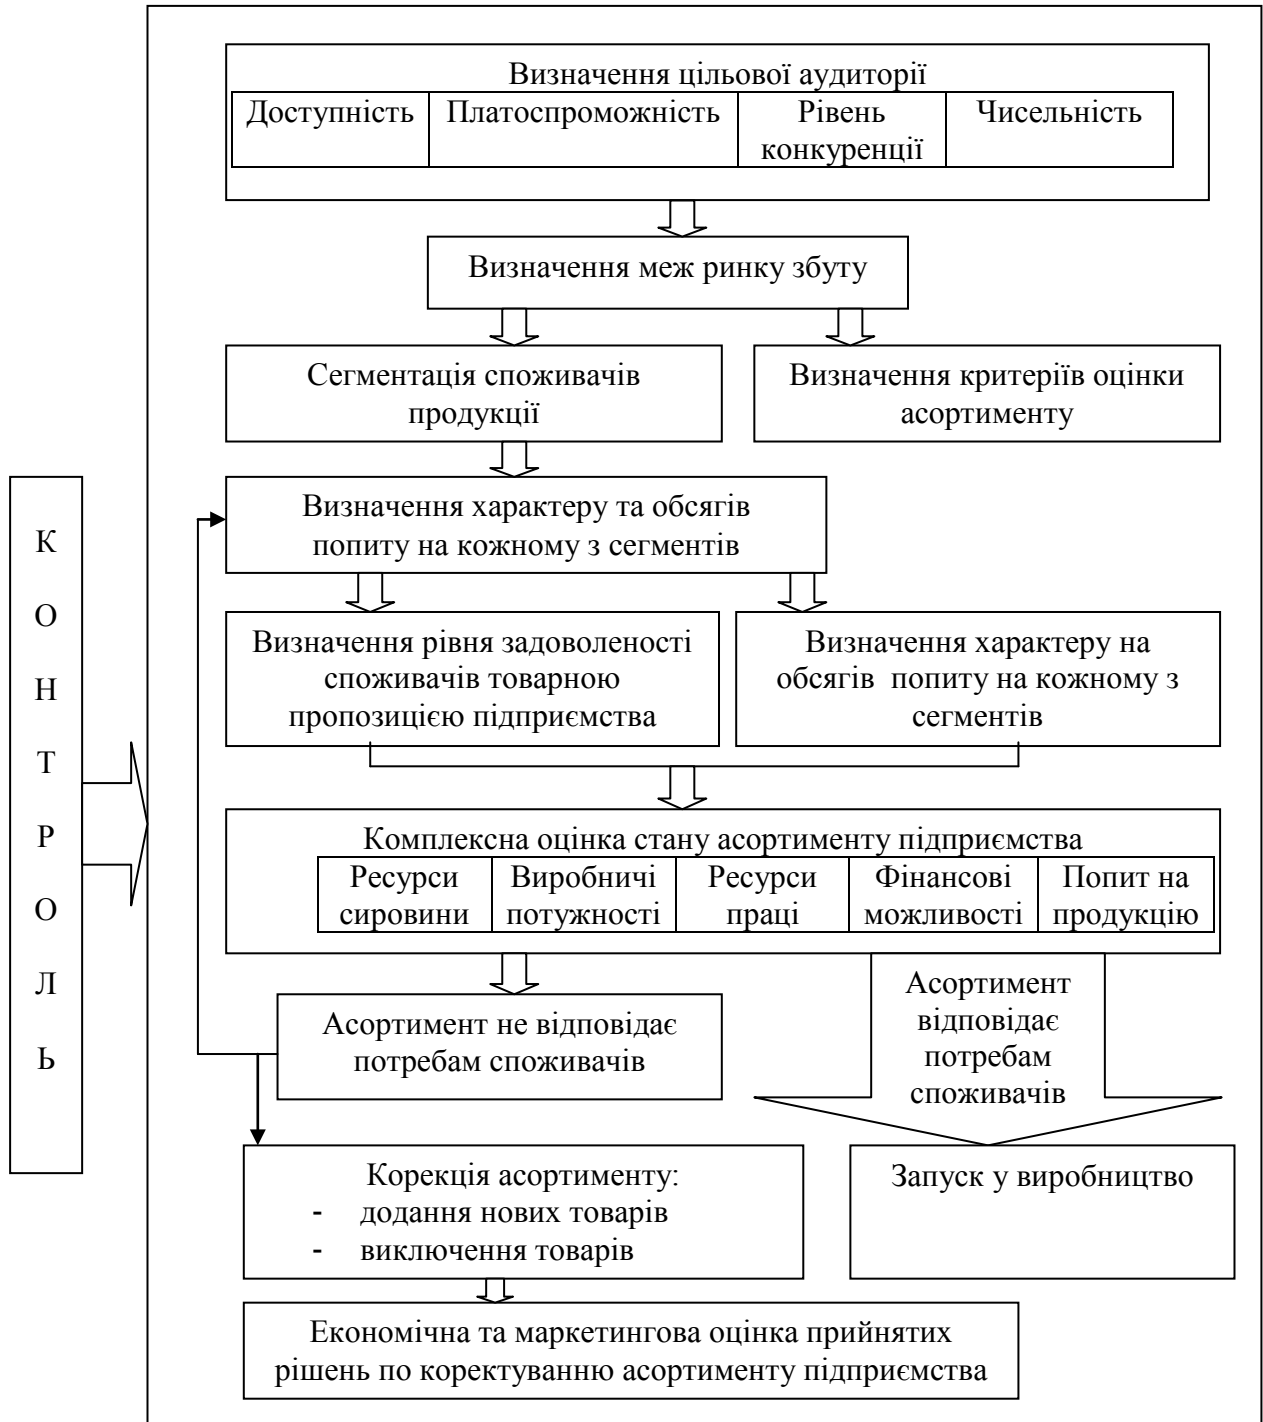 Визначення цільової аудиторії
Доступність
Платоспроможність
Рівень
конкуренції
Чисельність
Визначення меж ринку збуту
Сегментація споживачів
продукції
Визначення критеріїв оцінки
асортименту
К
О
Н
Т
Р
О
Л
Ь
Визначення характеру та обсягів
попиту на кожному з сегментів
Визначення рівня задоволеності
споживачів товарною
пропозицією підприємства
Визначення характеру на
обсягів попиту на кожному з
сегментів
Комплексна оцінка стану асортименту підприємства
Ресурси
сировини
Виробничі
потужності
Ресурси
праці
Фінансові
можливості
Попит на
продукцію
Асортимент не відповідає
потребам споживачів
Асортимент
відповідає
потребам
споживачів
Корекція асортименту:
- додання нових товарів
- виключення товарів
Запуск у виробництво
Економічна та маркетингова оцінка прийнятих
рішень по коректуванню асортименту підприємства